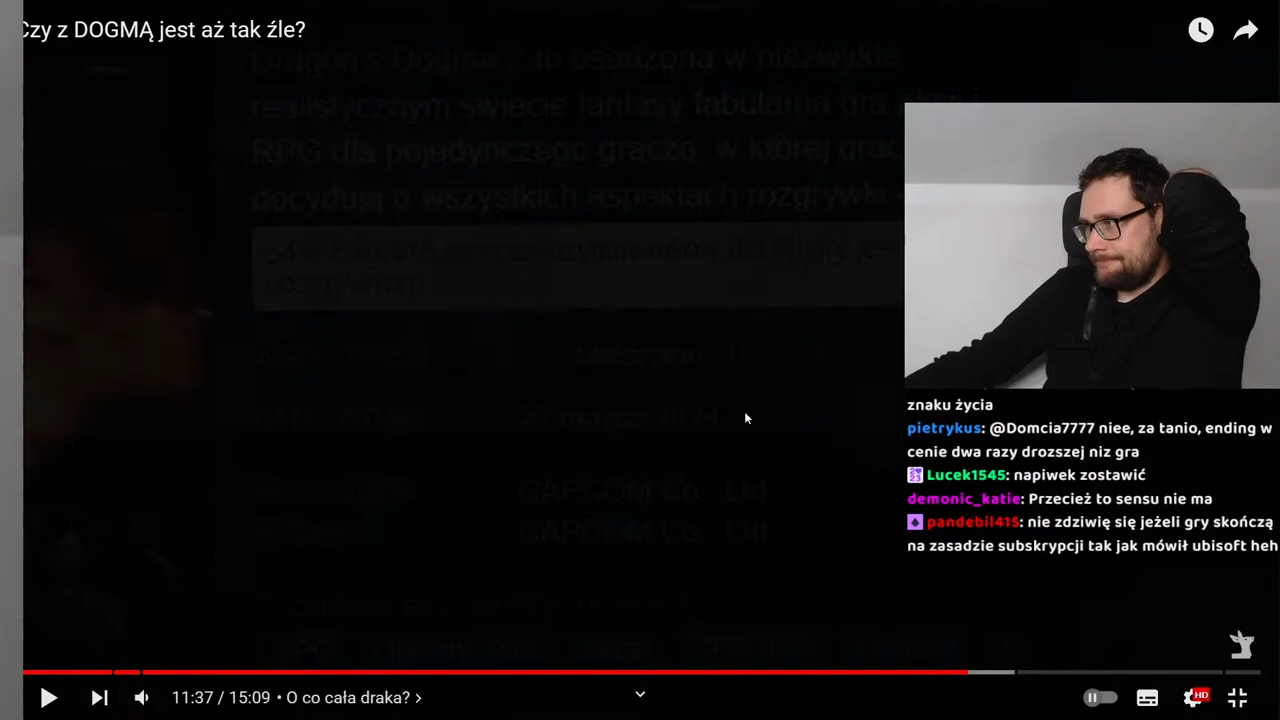 Czy z DOGMĄ jest aż tak źle?
Dragon's Dogma 2 to osadzona w niezwykle
realistycznym świecie fantasy fabularna gra akcji i
RPG dla pojedynczego gracza, w której
decydują o wszystkich aspektach rozgrywki
22 marca 2024
CAPCOM Co., Ltd
CAPCOM Co., Ltd
znaku życia
pietrykus: @Domcia7777 niee, za tanio, ending w
cenie dwa razy drozszej niz gra
Lucek1545: napiwek zostawić
demonic_katie: Przecież to sensu nie ma
pandebil415: nie zdziwię się jeżeli gry skończą
na zasadzie subskrypcji tak jak mówił ubisoft heh
11:37 / 15:09 • O co cała draka? ›
HD